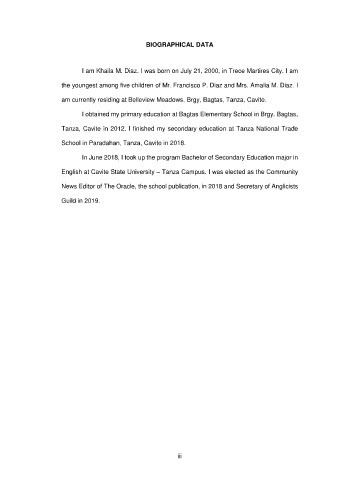 BIOGRAPHICAL DATA
I am Khaila M. Diaz. I was born on July 21, 2000, in Trece Martires City. I am
the youngest among five children of Mr. Francisco P. Diaz and Mrs. Amalia M. Diaz. I
am currently residing at Belleview Meadows, Brgy, Bagtas, Tanza, Cavite.
I obtained my primary education at Bagtas Elementary School in Brgy. Bagtas,
Tanza, Cavite in 2012. I finished my secondary education at Tanza National Trade
School in Paradahan, Tanza, Cavite in 2018.
In June 2018, I took up the program Bachelor of Secondary Education major in
English at Cavite State University – Tanza Campus. I was elected as the Community
News Editor of The Oracle, the school publication, in 2018 and Secretary of Anglicists
Guild in 2019.
iii